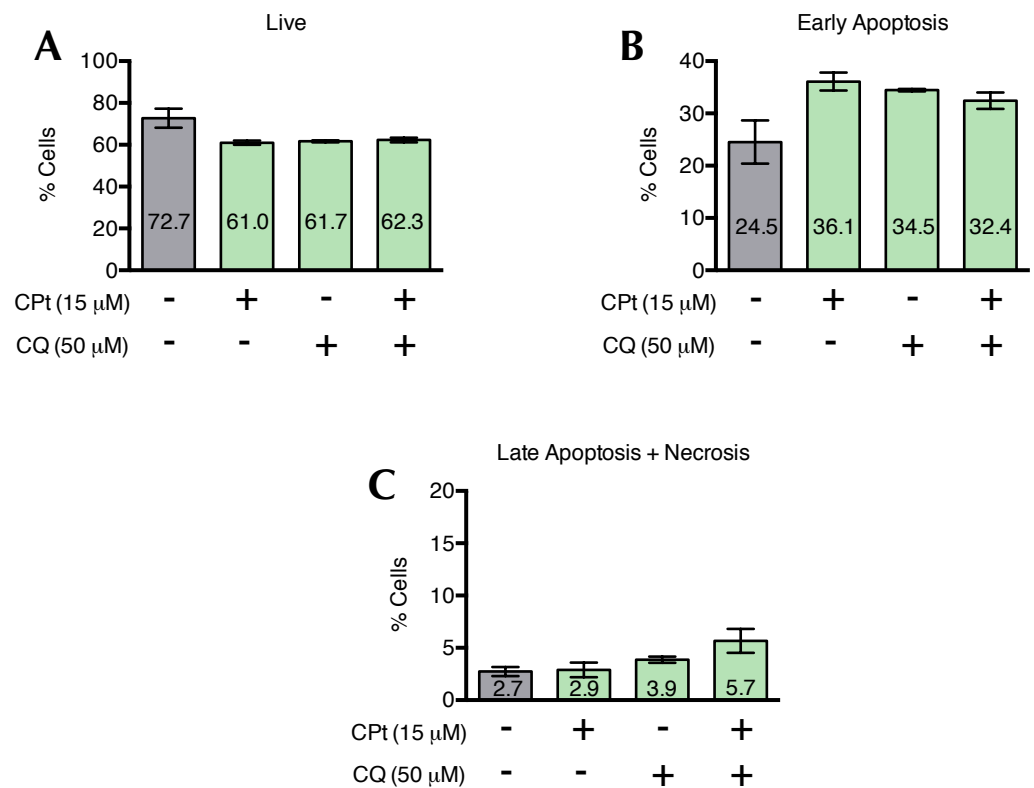 A
Live
100
80
60
40
20
0
% Cells
72.7 61.0 61.7 62.3
CPt (15 μM) - + - +
CQ (50 μM) - - + +
B
Early Apoptosis
40
30
20
10
0
% Cells
24.5 36.1 34.5 32.4
CPt (15 μM) - + - +
CQ (50 μM) - - + +
C
Late Apoptosis + Necrosis
20
15
10
5
0
% Cells
2.7 2.9 3.9 5.7
CPt (15 μM) - + - +
CQ (50 μM) - - + +